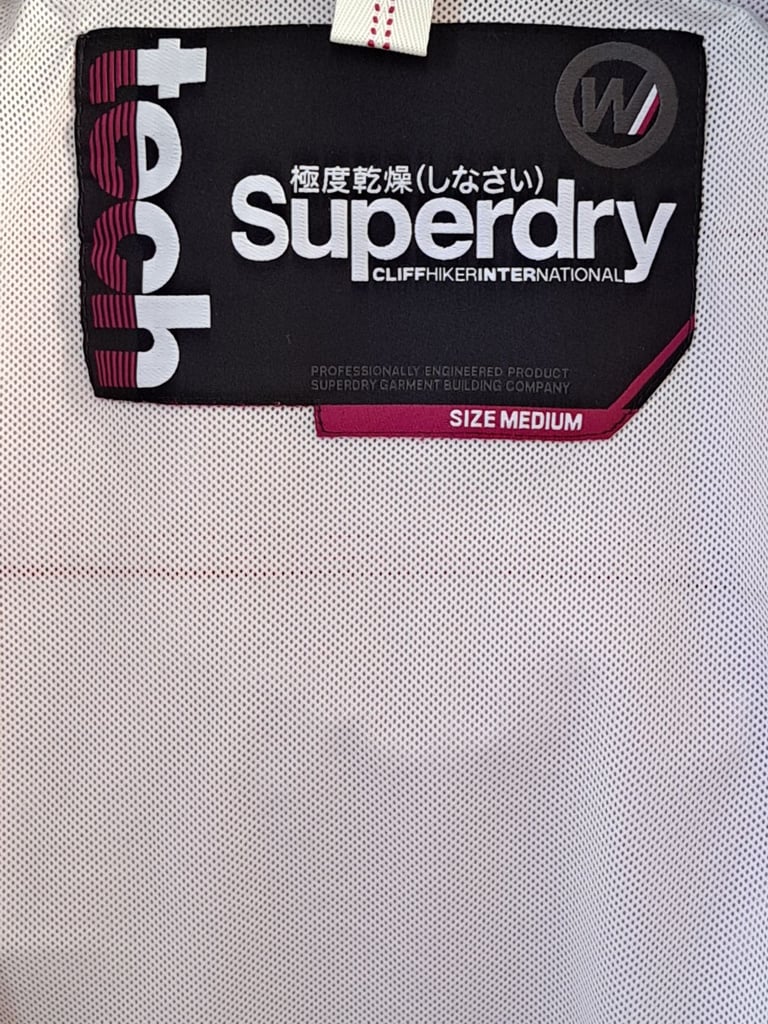 tech
W
極度乾燥(しなさい)
Superdry
CLIFFHIKERINTERNATIONAL
PROFESSIONALLY ENGINEERED PRODUCT
SUPERDRY GARMENT BUILDING COMPANY
SIZE MEDIUM